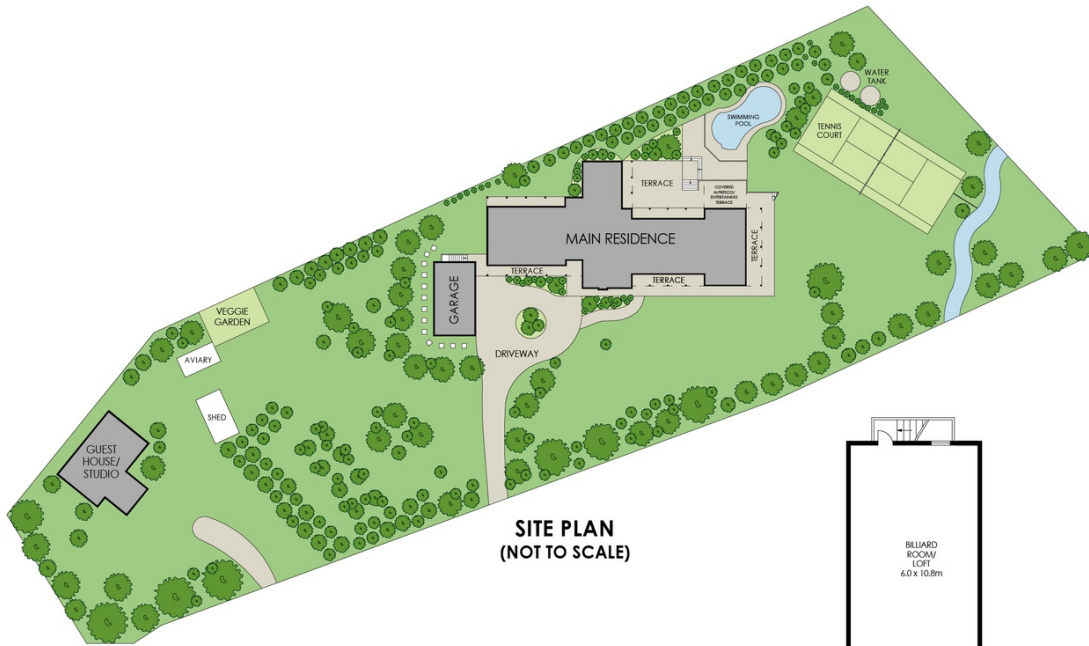 WATER
TANK
SWIMMING
POOL
TENNIS
COURT
TERRACE
COVERED
ALFRESCO/
ENTERTAINING
TERRACE
MAIN RESIDENCE
TERRACE
TERRACE
TERRACE
GARAGE
VEGGIE
GARDEN
DRIVEWAY
AVIARY
SHED
GUEST
HOUSE/
STUDIO
SITE PLAN
(NOT TO SCALE)
BILLIARD
ROOM/
LOFT
6.0 x 10.8m